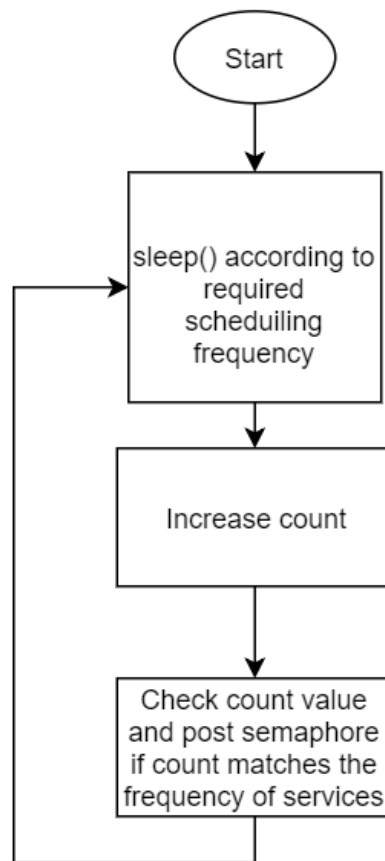 Start
sleep() according to
required
scheduiling
frequency
Increase count
Check count value
and post semaphore
if count matches the
frequency of services